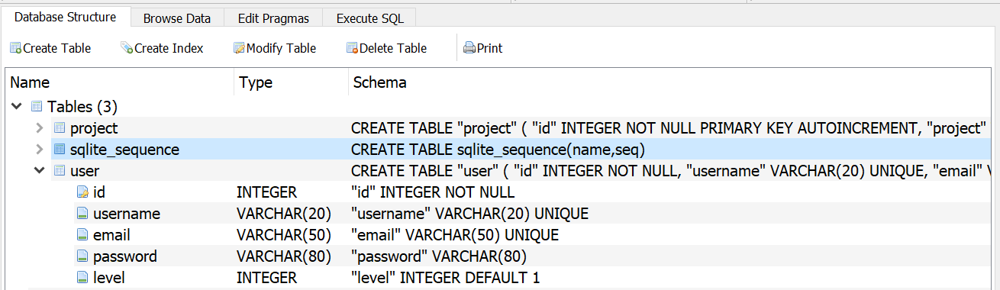 Database Structure Browse Data Edit Pragmas Execute SQL
Create Table Create Index Modify Table Delete Table Print
Name Type Schema
Tables (3)
project CREATE TABLE "project" ( "id" INTEGER NOT NULL PRIMARY KEY AUTOINCREMENT, "project"
sqlite_sequence CREATE TABLE sqlite_sequence(name,seq)
user CREATE TABLE "user" ( "id" INTEGER NOT NULL, "username" VARCHAR(20) UNIQUE, "email"
id INTEGER "id" INTEGER NOT NULL
username VARCHAR(20) "username" VARCHAR(20) UNIQUE
email VARCHAR(50) "email" VARCHAR(50) UNIQUE
password VARCHAR(80) "password" VARCHAR(80)
level INTEGER "level" INTEGER DEFAULT 1